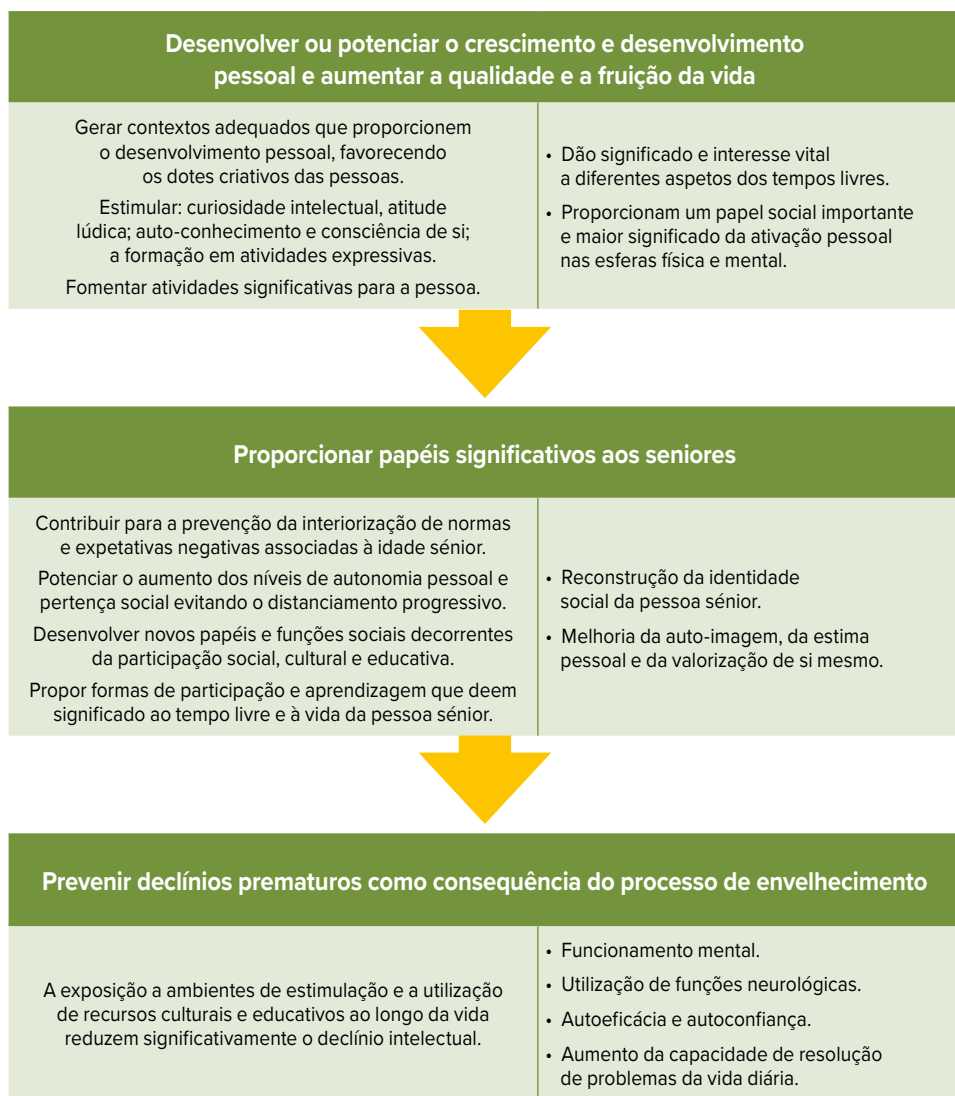 Desenvolver ou potenciar o crescimento e desenvolvimento
pessoal e aumentar a qualidade e a fruição da vida
Gerar contextos adequados que proporcionem
o desenvolvimento pessoal, favorecendo
os dotes criativos das pessoas.
Estimular: curiosidade intelectual, atitude
lúdica; auto-conhecimento e consciência de si;
a formação em atividades expressivas.
Fomentar atividades significativas para a pessoa.
• Dão significado e interesse vital
a diferentes aspetos dos tempos livres.
• Proporcionam um papel social importante
e maior significado da ativação pessoal
nas esferas física e mental.
Proporcionar papéis significativos aos seniores
Contribuir para a prevenção da interiorização de normas
e expetativas negativas associadas à idade sénior.
Potenciar o aumento dos níveis de autonomia pessoal e
pertença social evitando o distanciamento progressivo.
Desenvolver novos papéis e funções sociais decorrentes
da participação social, cultural e educativa.
Propor formas de participação e aprendizagem que deem
significado ao tempo livre e à vida da pessoa sénior.
• Reconstrução da identidade
social da pessoa sénior.
• Melhoria da auto-imagem, da estima
pessoal e da valorização de si mesmo.
Prevenir declínios prematuros como consequência do processo de envelhecimento
A exposição a ambientes de estimulação e a utilização
de recursos culturais e educativos ao longo da vida
reduzem significativamente o declínio intelectual.
• Funcionamento mental.
• Utilização de funções neurológicas.
• Autoeficácia e autoconfiança.
• Aumento da capacidade de resolução
de problemas da vida diária.